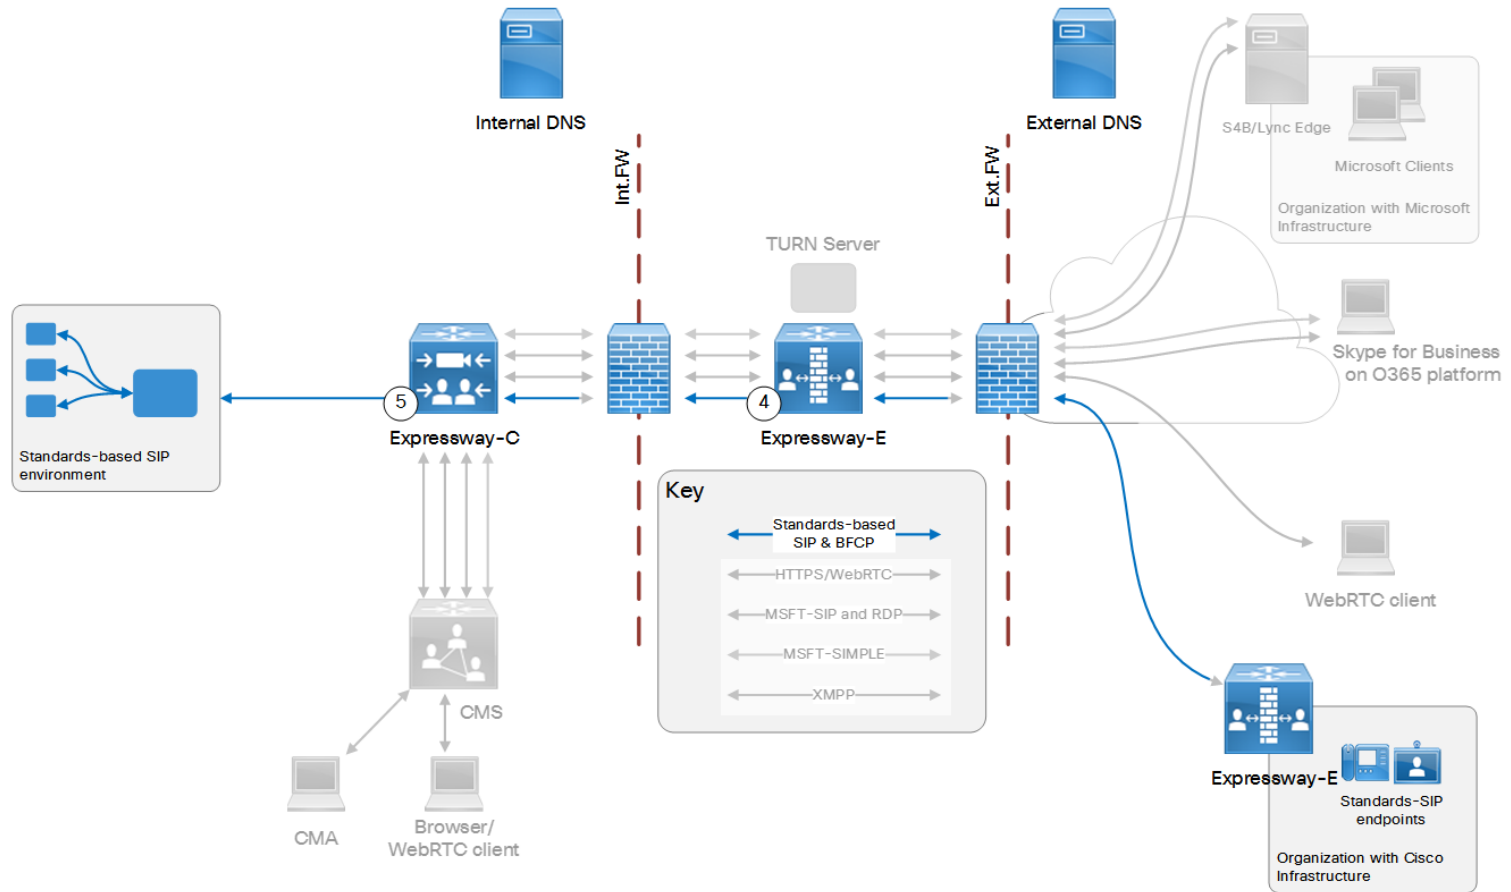 Internal DNS
External DNS
Int.FW
Ext.FW
S4B/Lync Edge
Microsoft Clients
Organization with Microsoft
Infrastructure
TURN Server
Skype for Business
on O365 platform
5
4
Expressway-C
Expressway-E
Standards-based SIP
environment
Key
Standards-based
SIP & BFCP
HTTPS/WebRTC
MSFT-SIP and RDP
MSFT-SIMPLE
XMPP
WebRTC client
CMS
CMA
Browser/
WebRTC client
Expressway-E
Standards-SIP
endpoints
Organization with Cisco
Infrastructure